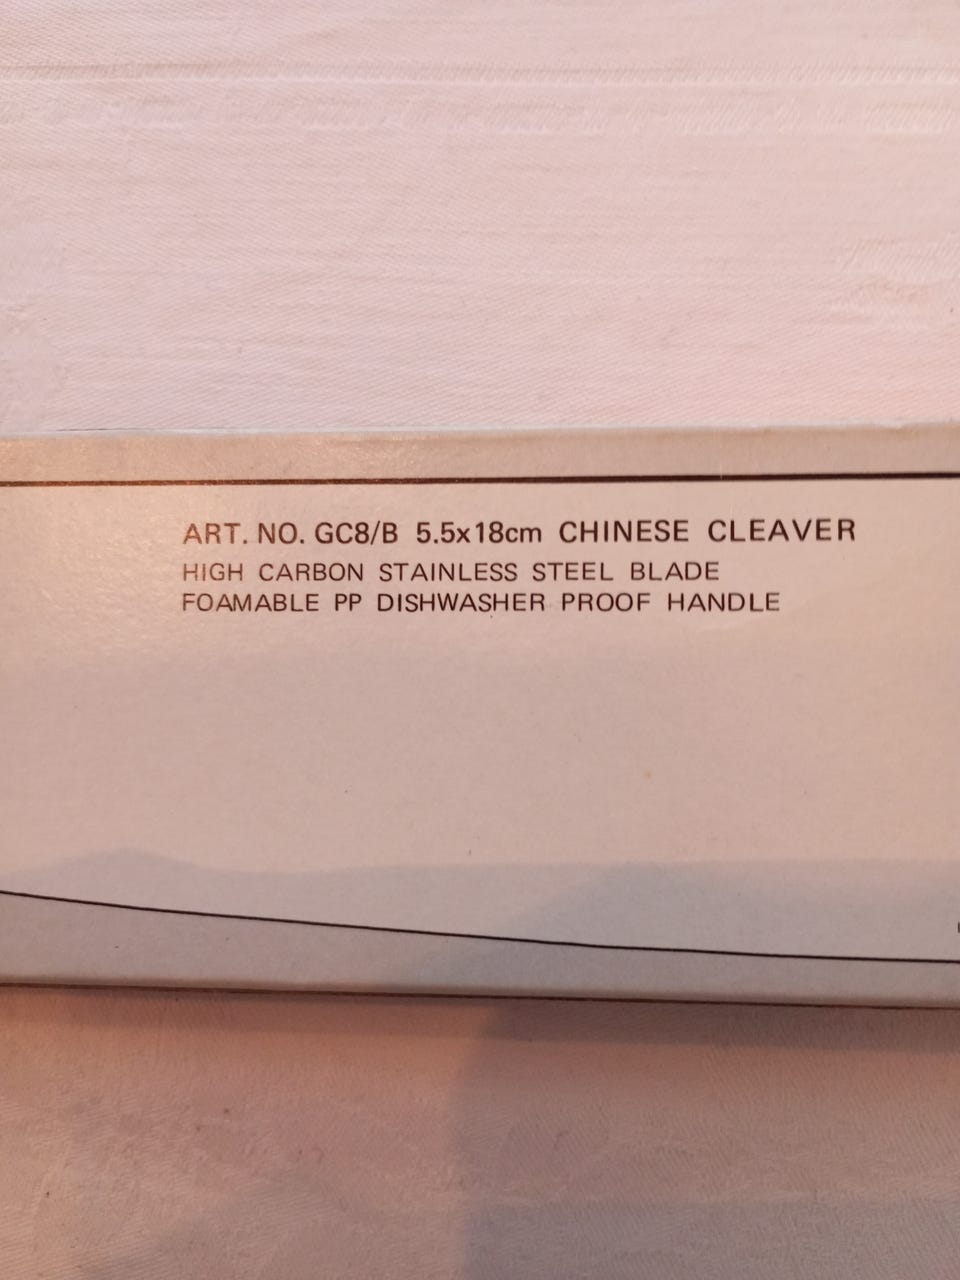 ART. NO. GC8/B 5.5x18cm CHINESE CLEAVER
HIGH CARBON STAINLESS STEEL BLADE
FOAMABLE PP DISHWASHER PROOF HANDLE